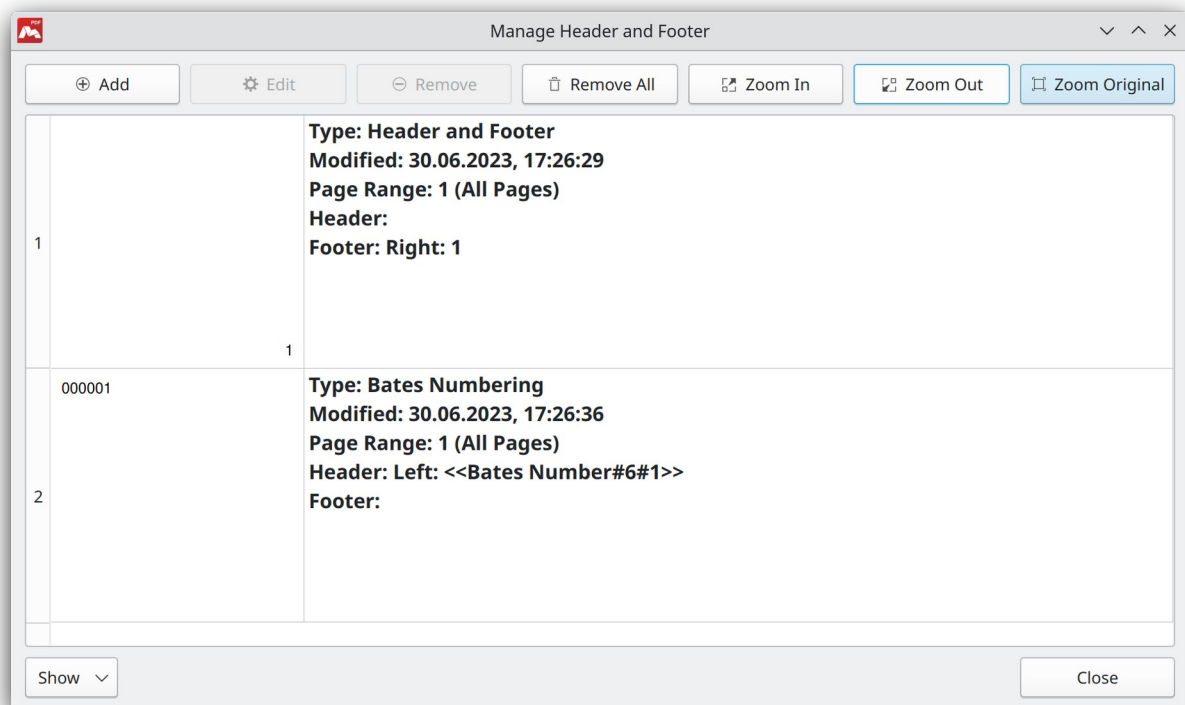 PDF
Manage Header and Footer
Add Edit Remove Remove All Zoom In Zoom Out Zoom Original
1
Type: Header and Footer
Modified: 30.06.2023, 17:26:29
Page Range: 1 (All Pages)
Header:
Footer: Right: 1
1
2
000001
Type: Bates Numbering
Modified: 30.06.2023, 17:26:36
Page Range: 1 (All Pages)
Header: Left: <<Bates Number#6#1>>
Footer:
Show Close